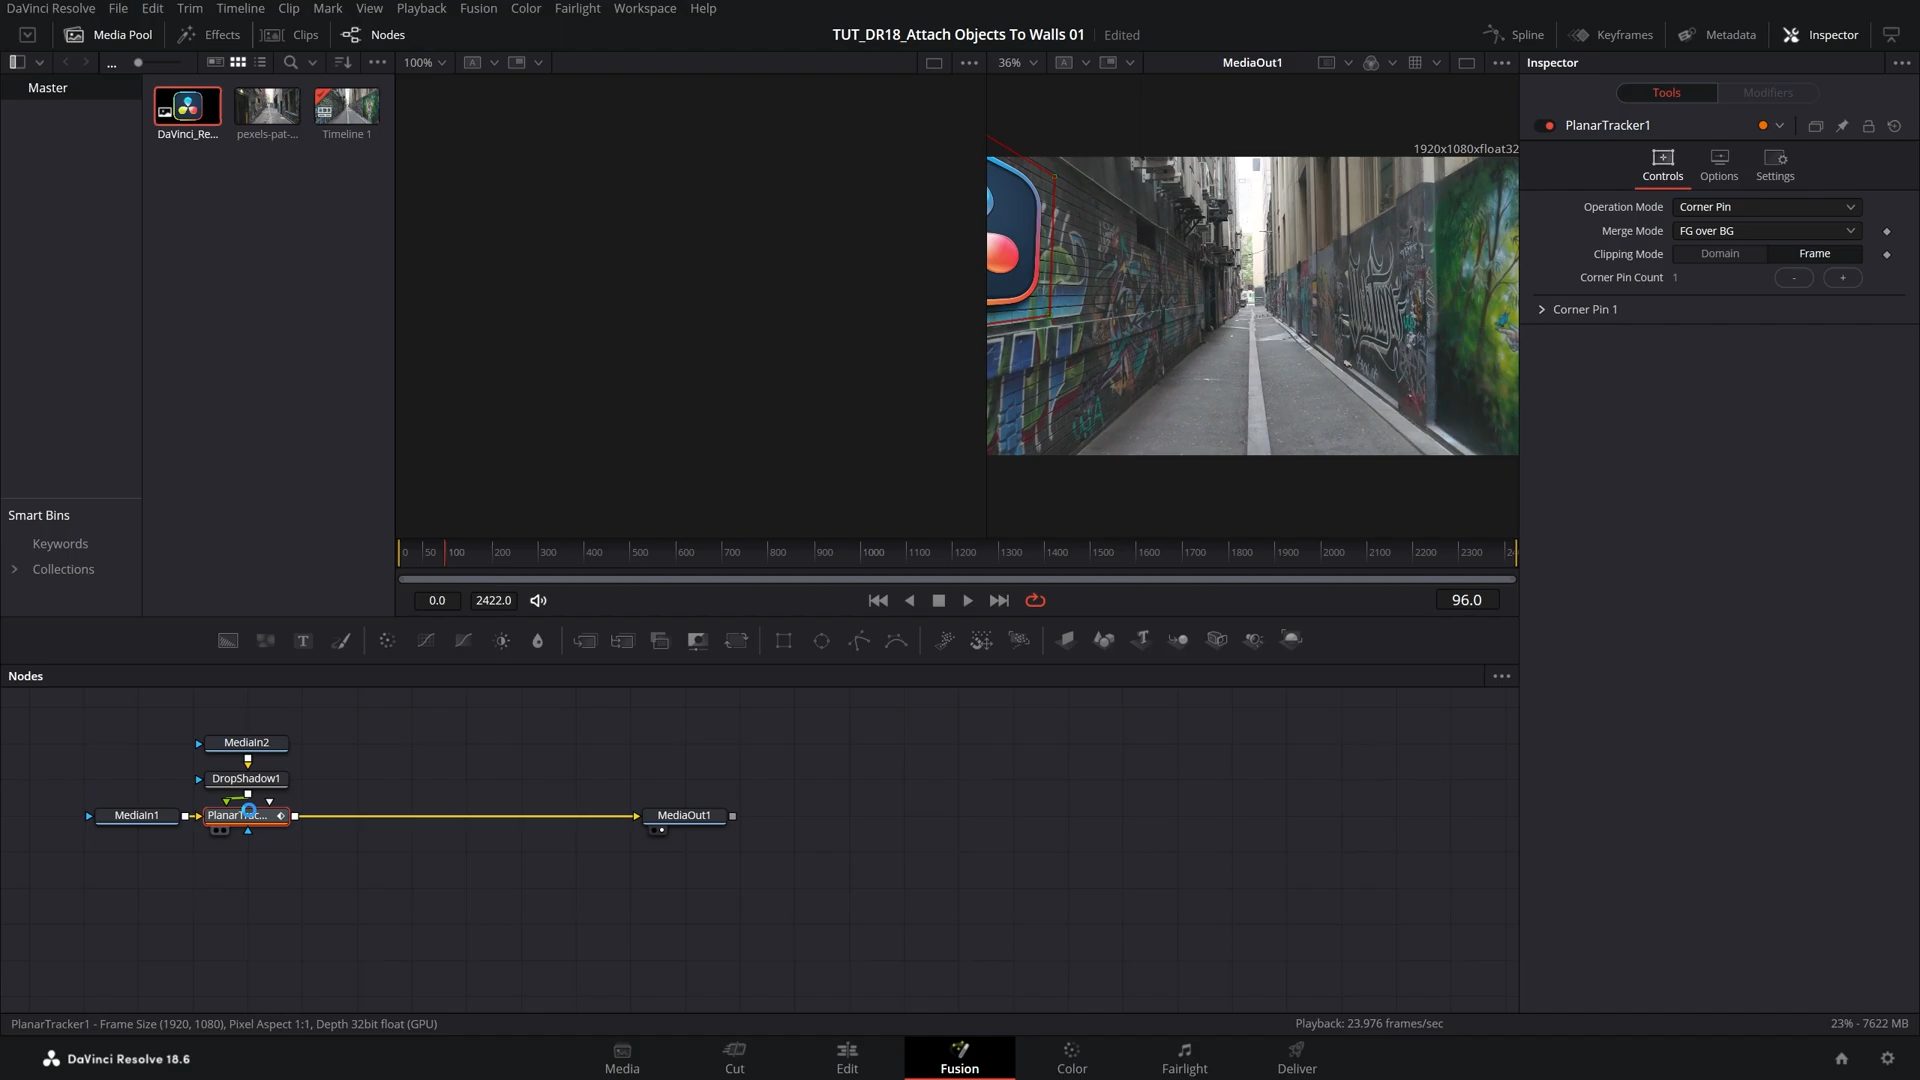 DaVinci Resolve File Edit Trim Timeline Clip Mark View Playback Fusion Color Fairlight Workspace Help
Media Pool Effects Clips Nodes TUT_DR18_Attach Objects To Walls 01 Edited Spline Keyframes Metadata Inspector
... 100% A 36% A MediaOut1 Inspector
Master
DaVinci_Re... pexels-pat-... Timeline 1
Tools Modifiers
PlanarTracker1
1920x1080xfloat32
Controls Options Settings
Operation Mode Corner Pin
Merge Mode FG over BG
Clipping Mode Domain Frame
Corner Pin Count 1 - +
Corner Pin 1
Smart Bins
Keywords
Collections
0 50 100 200 300 400 500 600 700 800 900 1000 1100 1200 1300 1400 1500 1600 1700 1800 1900 2000 2100 2200 2300
0.0 2422.0 96.0
T T
Nodes
MediaIn2
DropShadow1
MediaIn1 PlanarTrac... MediaOut1
PlanarTracker1 - Frame Size (1920, 1080), Pixel Aspect 1:1, Depth 32bit float (GPU) Playback: 23.976 frames/sec 23% - 7622 MB
DaVinci Resolve 18.6 Media Cut Edit Fusion Color Fairlight Deliver